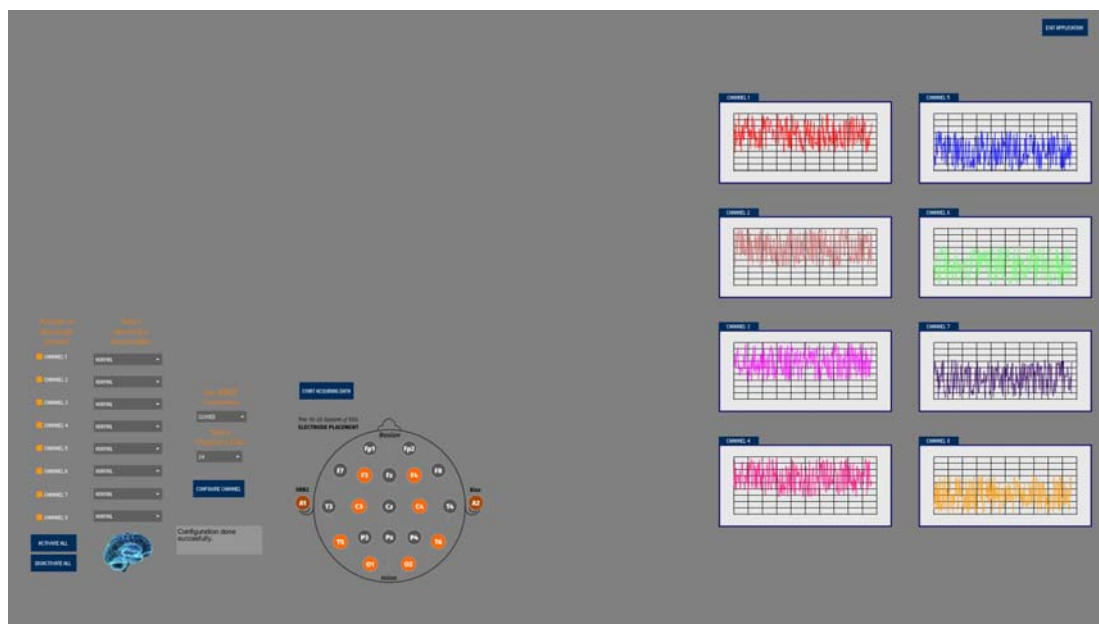 EXIT APPLICATION
CHANNEL 1
CHANNEL 5
CHANNEL 2
CHANNEL 6
CHANNEL 3
CHANNEL 7
CHANNEL 4
CHANNEL 8
CHANNEL 1
NORMAL
CHANNEL 2
NORMAL
CHANNEL 3
NORMAL
CHANNEL 4
NORMAL
CHANNEL 5
NORMAL
CHANNEL 6
NORMAL
CHANNEL 7
NORMAL
CHANNEL 8
NORMAL
ACTIVATE ALL
DEACTIVATE ALL
CLOSED
24
CONFIGURE CHANNEL
Configuration done
succesfully.
START ACQUIRING DATA
The 10-20 System of EEG
ELECTRODE PLACEMENT
Nasion
Fp1 Fp2
F7 F3 Fz F4 F8
SRB2
Bias
A1 T3 C3 Cz C4 T4 A2
T5 P3 Pz P4 T6
O1 O2
Inion